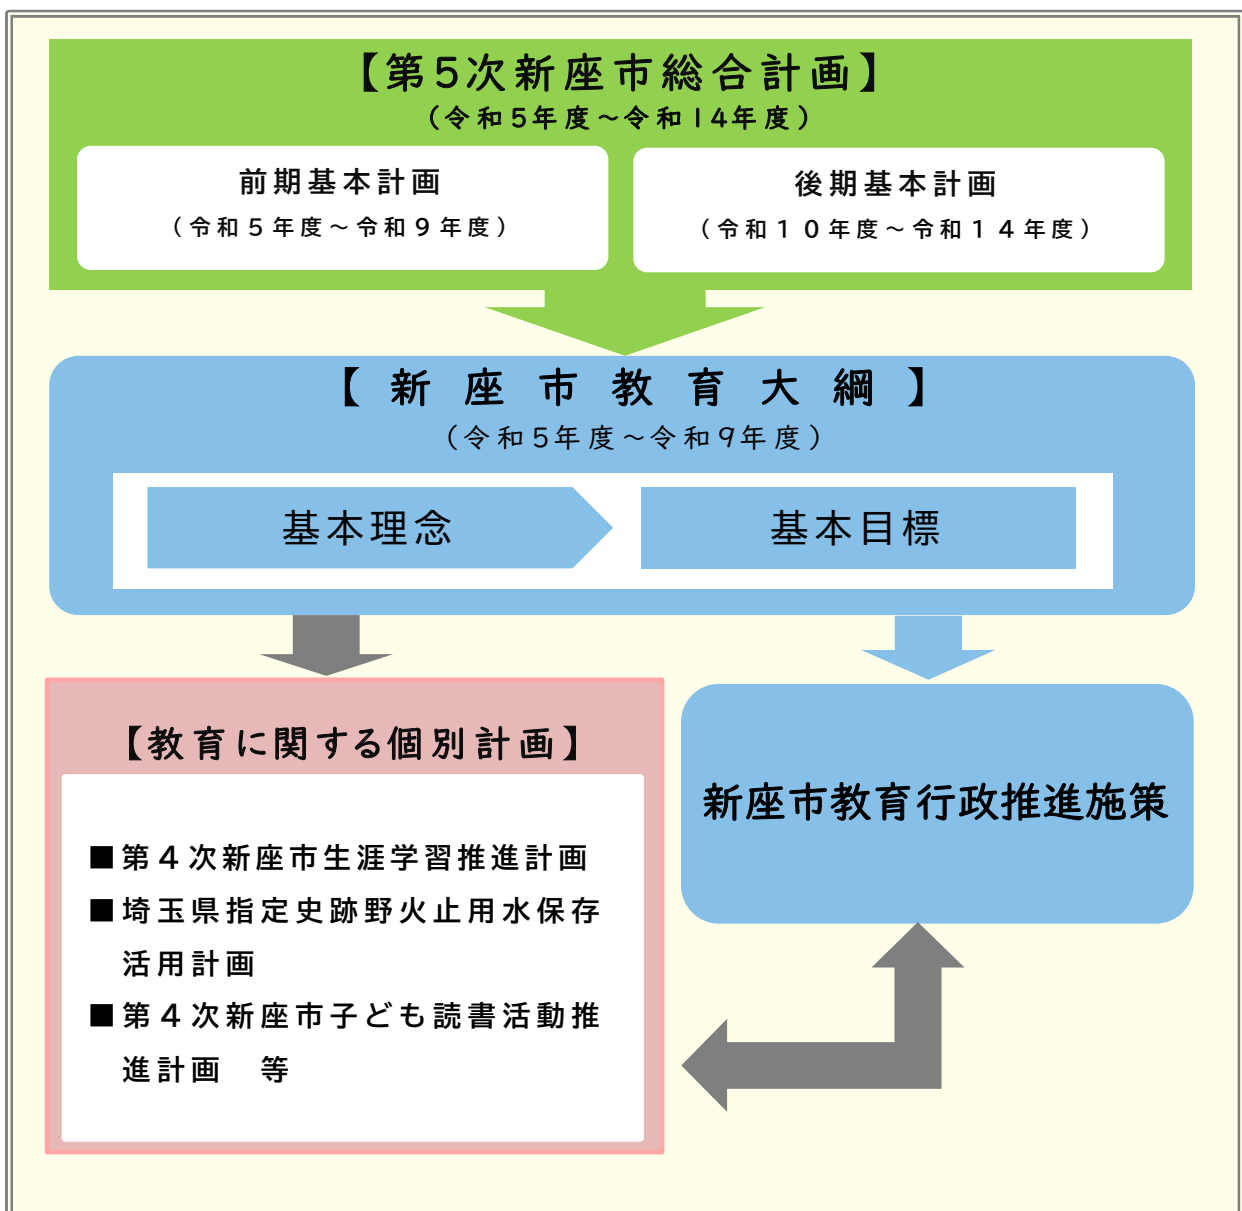 【第5次新座市総合計画】
（令和5年度～令和14年度）
前期基本計画
（令和５年度～令和９年度）
後期基本計画
（令和１０年度～令和１４年度）
【新座市教育大綱】
（令和5年度～令和9年度）
基本理念
基本目標
【教育に関する個別計画】
■第４次新座市生涯学習推進計画
■埼玉県指定史跡野火止用水保存
活用計画
■第４次新座市子ども読書活動推
進計画　等
新座市教育行政推進施策